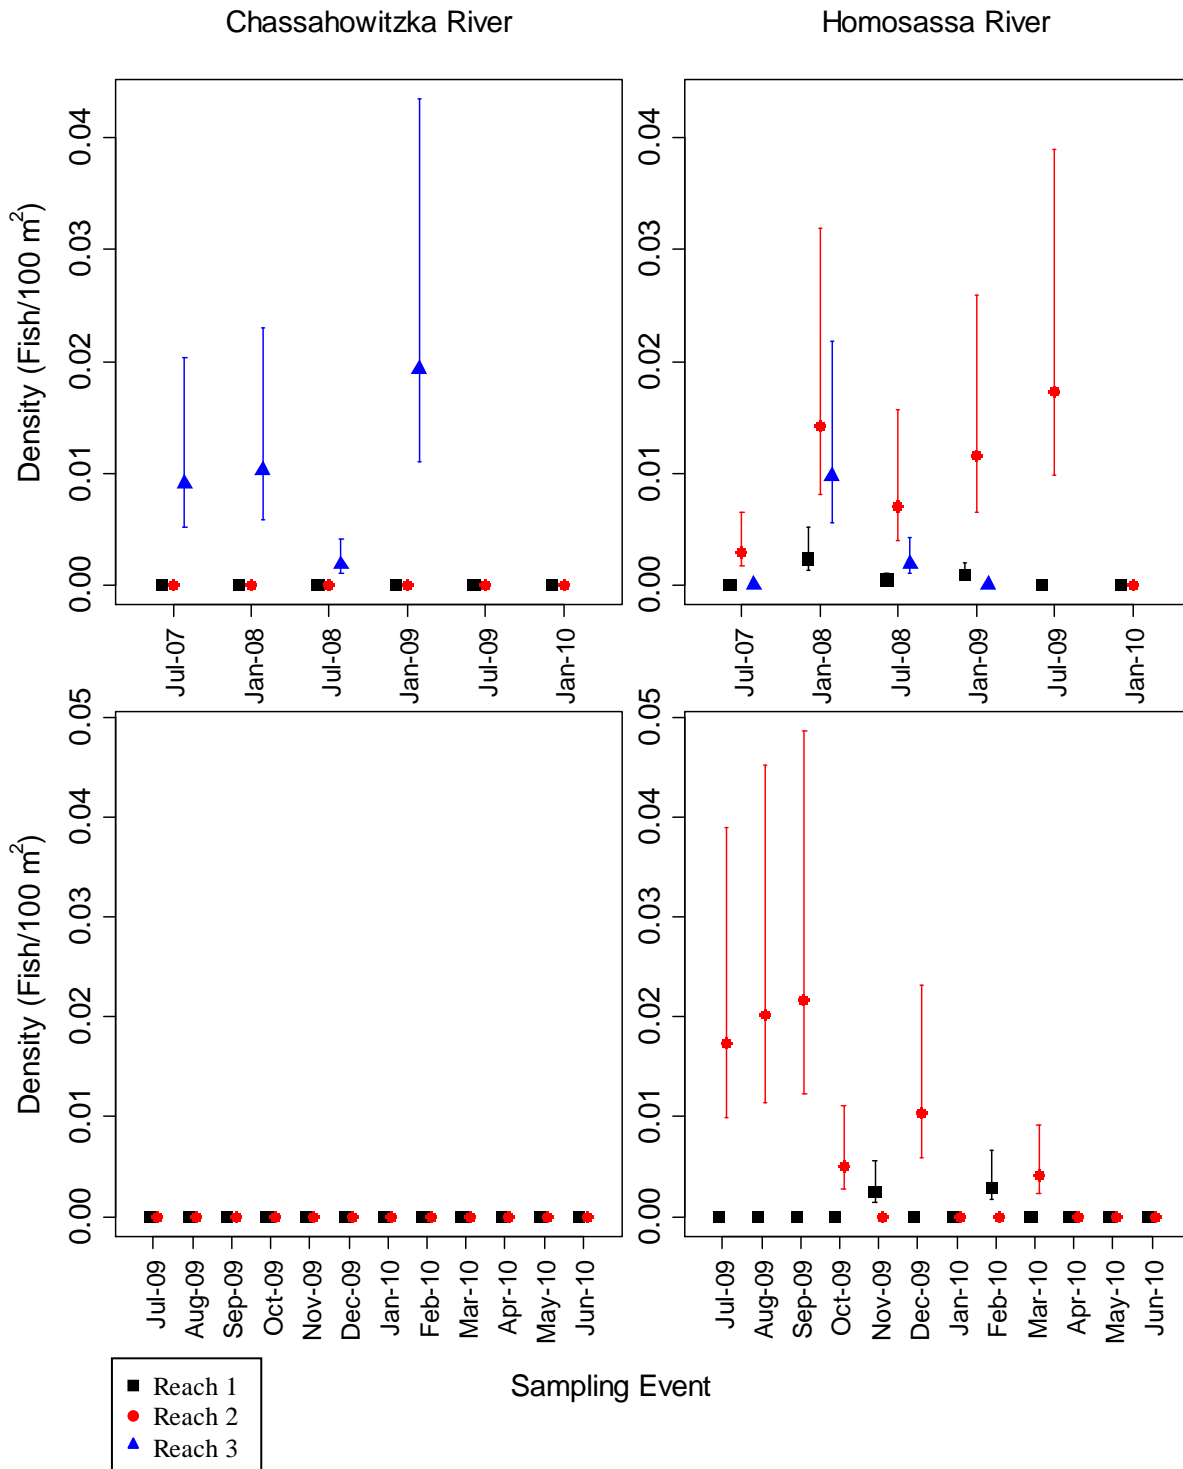 Chassahowitzka River
Homosassa River
Density (Fish/100 m²)
0.04
0.03
0.02
0.01
0.00
Jul-07
Jan-08
Jul-08
Jan-09
Jul-09
Jan-10
0.04
0.03
0.02
0.01
0.00
Jul-07
Jan-08
Jul-08
Jan-09
Jul-09
Jan-10
Density (Fish/100 m²)
0.05
0.04
0.03
0.02
0.01
0.00
Jul-09
Aug-09
Sep-09
Oct-09
Nov-09
Dec-09
Jan-10
Feb-10
Mar-10
Apr-10
May-10
Jun-10
0.05
0.04
0.03
0.02
0.01
0.00
Jul-09
Aug-09
Sep-09
Oct-09
Nov-09
Dec-09
Jan-10
Feb-10
Mar-10
Apr-10
May-10
Jun-10
Sampling Event
Reach 1
Reach 2
Reach 3